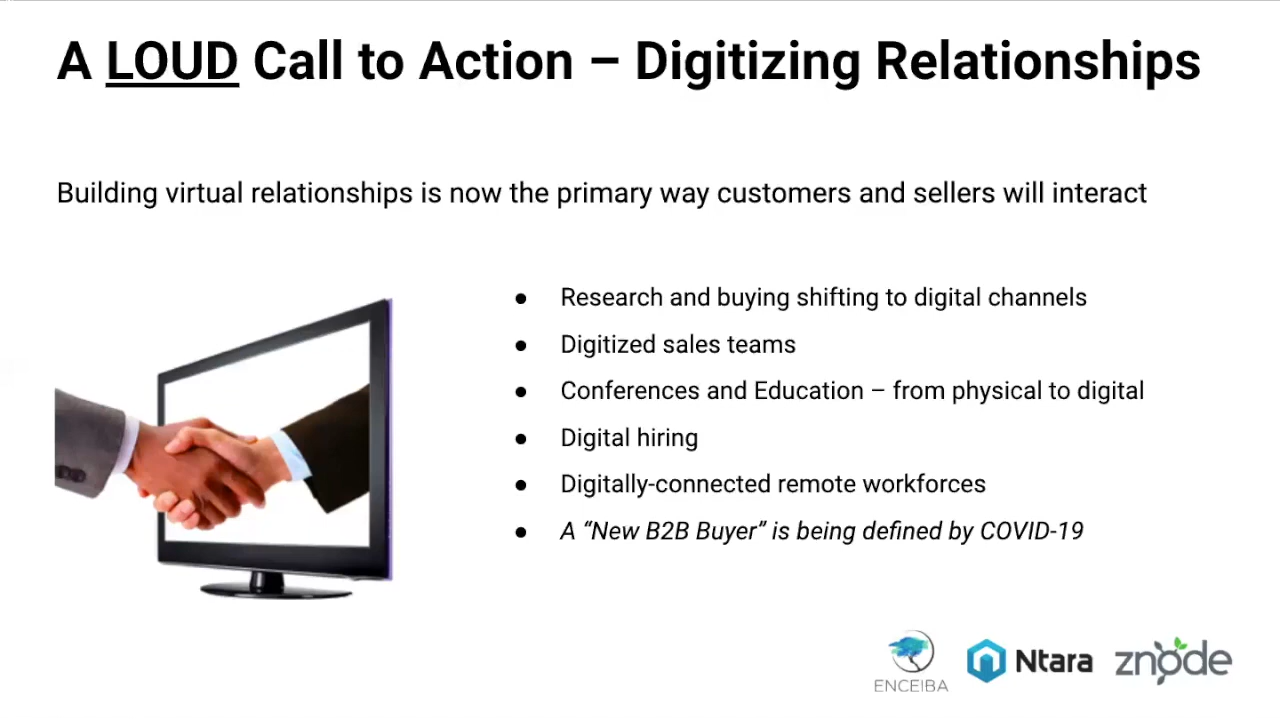 A LOUD Call to Action – Digitizing Relationships
Building virtual relationships is now the primary way customers and sellers will interact
● Research and buying shifting to digital channels
● Digitized sales teams
● Conferences and Education – from physical to digital
● Digital hiring
● Digitally-connected remote workforces
● A “New B2B Buyer” is being defined by COVID-19
ENCEIBA
Ntara
znode